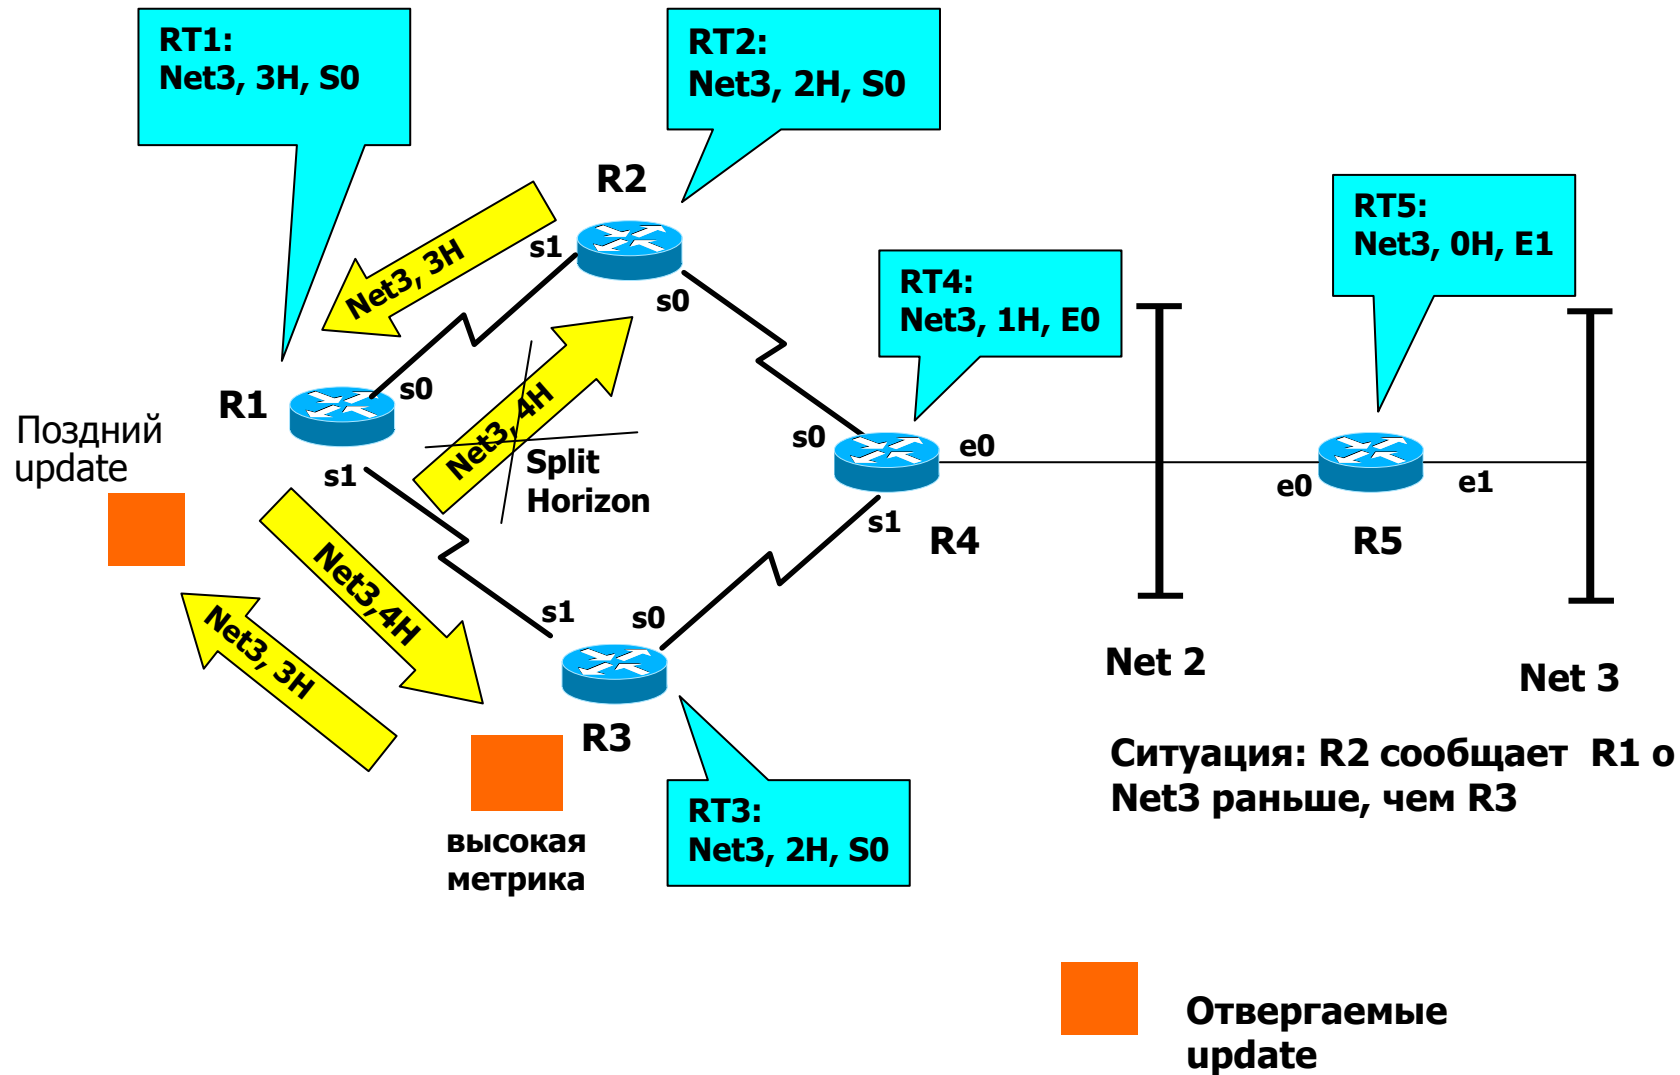 RT1:
Net3, 3H, S0
RT2:
Net3, 2H, S0
R2
RT5:
Net3, 0H, E1
s1
Net3, 3H
s0
RT4:
Net3, 1H, E0
R1
s0
Net3, 4H
Поздний
update
s1
Split
Horizon
s0
e0
s1
R4
e0
e1
R5
Net3,4H
Net3, 3H
s1
s0
R3
Net 2
Net 3
высокая
метрика
RT3:
Net3, 2H, S0
Ситуация: R2 сообщает R1 о
Net3 раньше, чем R3
Отвергаемые
update